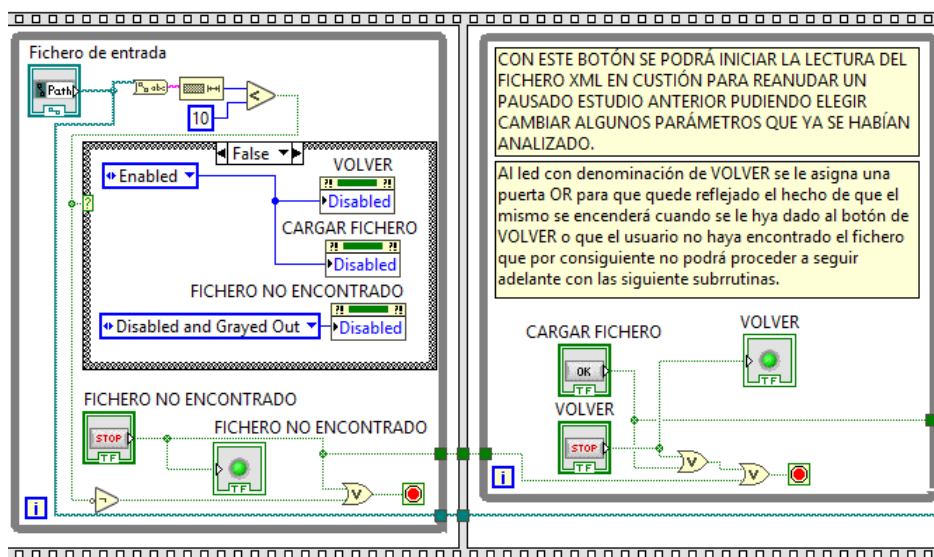 Fichero de entrada
Path
abc
10
False
Enabled
VOLVER
Disabled
CARGAR FICHERO
Disabled
FICHERO NO ENCONTRADO
Disabled and Grayed Out
Disabled
?
FICHERO NO ENCONTRADO
STOP
TF
FICHERO NO ENCONTRADO
TF
i
CON ESTE BOTÓN SE PODRÁ INICIAR LA LECTURA DEL
FICHERO XML EN CUSTIÓN PARA REANUDAR UN
PAUSADO ESTUDIO ANTERIOR PUDIENDO ELEGIR
CAMBIAR ALGUNOS PARÁMETROS QUE YA SE HABÍAN
ANALIZADO.
Al led con denominación de VOLVER se le asigna una
puerta OR para que quede reflejado el hecho de que el
mismo se encenderá cuando se le hya dado al botón de
VOLVER o que el usuario no haya encontrado el fichero
que por consiguiente no podrá proceder a seguir
adelante con las siguiente subrrutinas.
CARGAR FICHERO
OK
TF
VOLVER
TF
VOLVER
STOP
TF
i